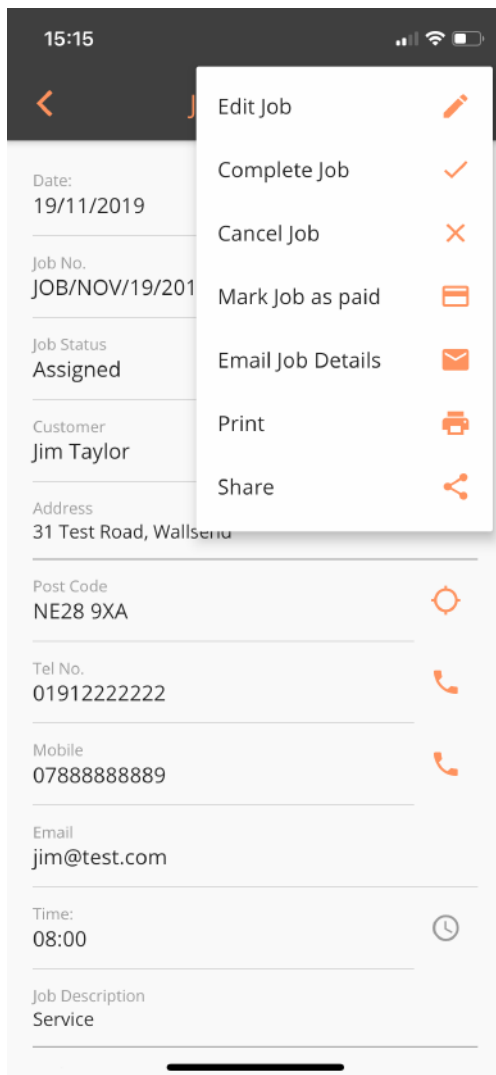 15:15
J
Edit Job
Complete Job
Cancel Job
Mark Job as paid
Email Job Details
Print
Share
Date:
19/11/2019
Job No.
JOB/NOV/19/201
Job Status
Assigned
Customer
Jim Taylor
Address
31 Test Road, Wallsend
Post Code
NE28 9XA
Tel No.
01912222222
Mobile
07888888889
Email
jim@test.com
Time:
08:00
Job Description
Service